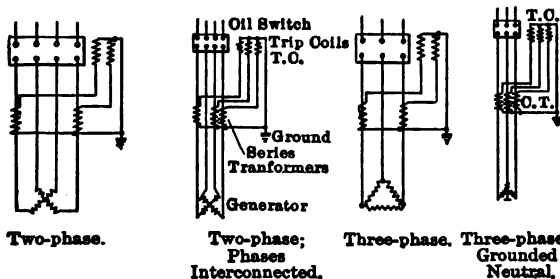 Oil Switch
Trip Coils
T.C.
Ground
Series
Tranformers
Generator
T.C.
C.T.
Two-phase.
Two-phase;
Phases
Interconnected.
Three-phase.
Three-phase
Grounded
Neutral